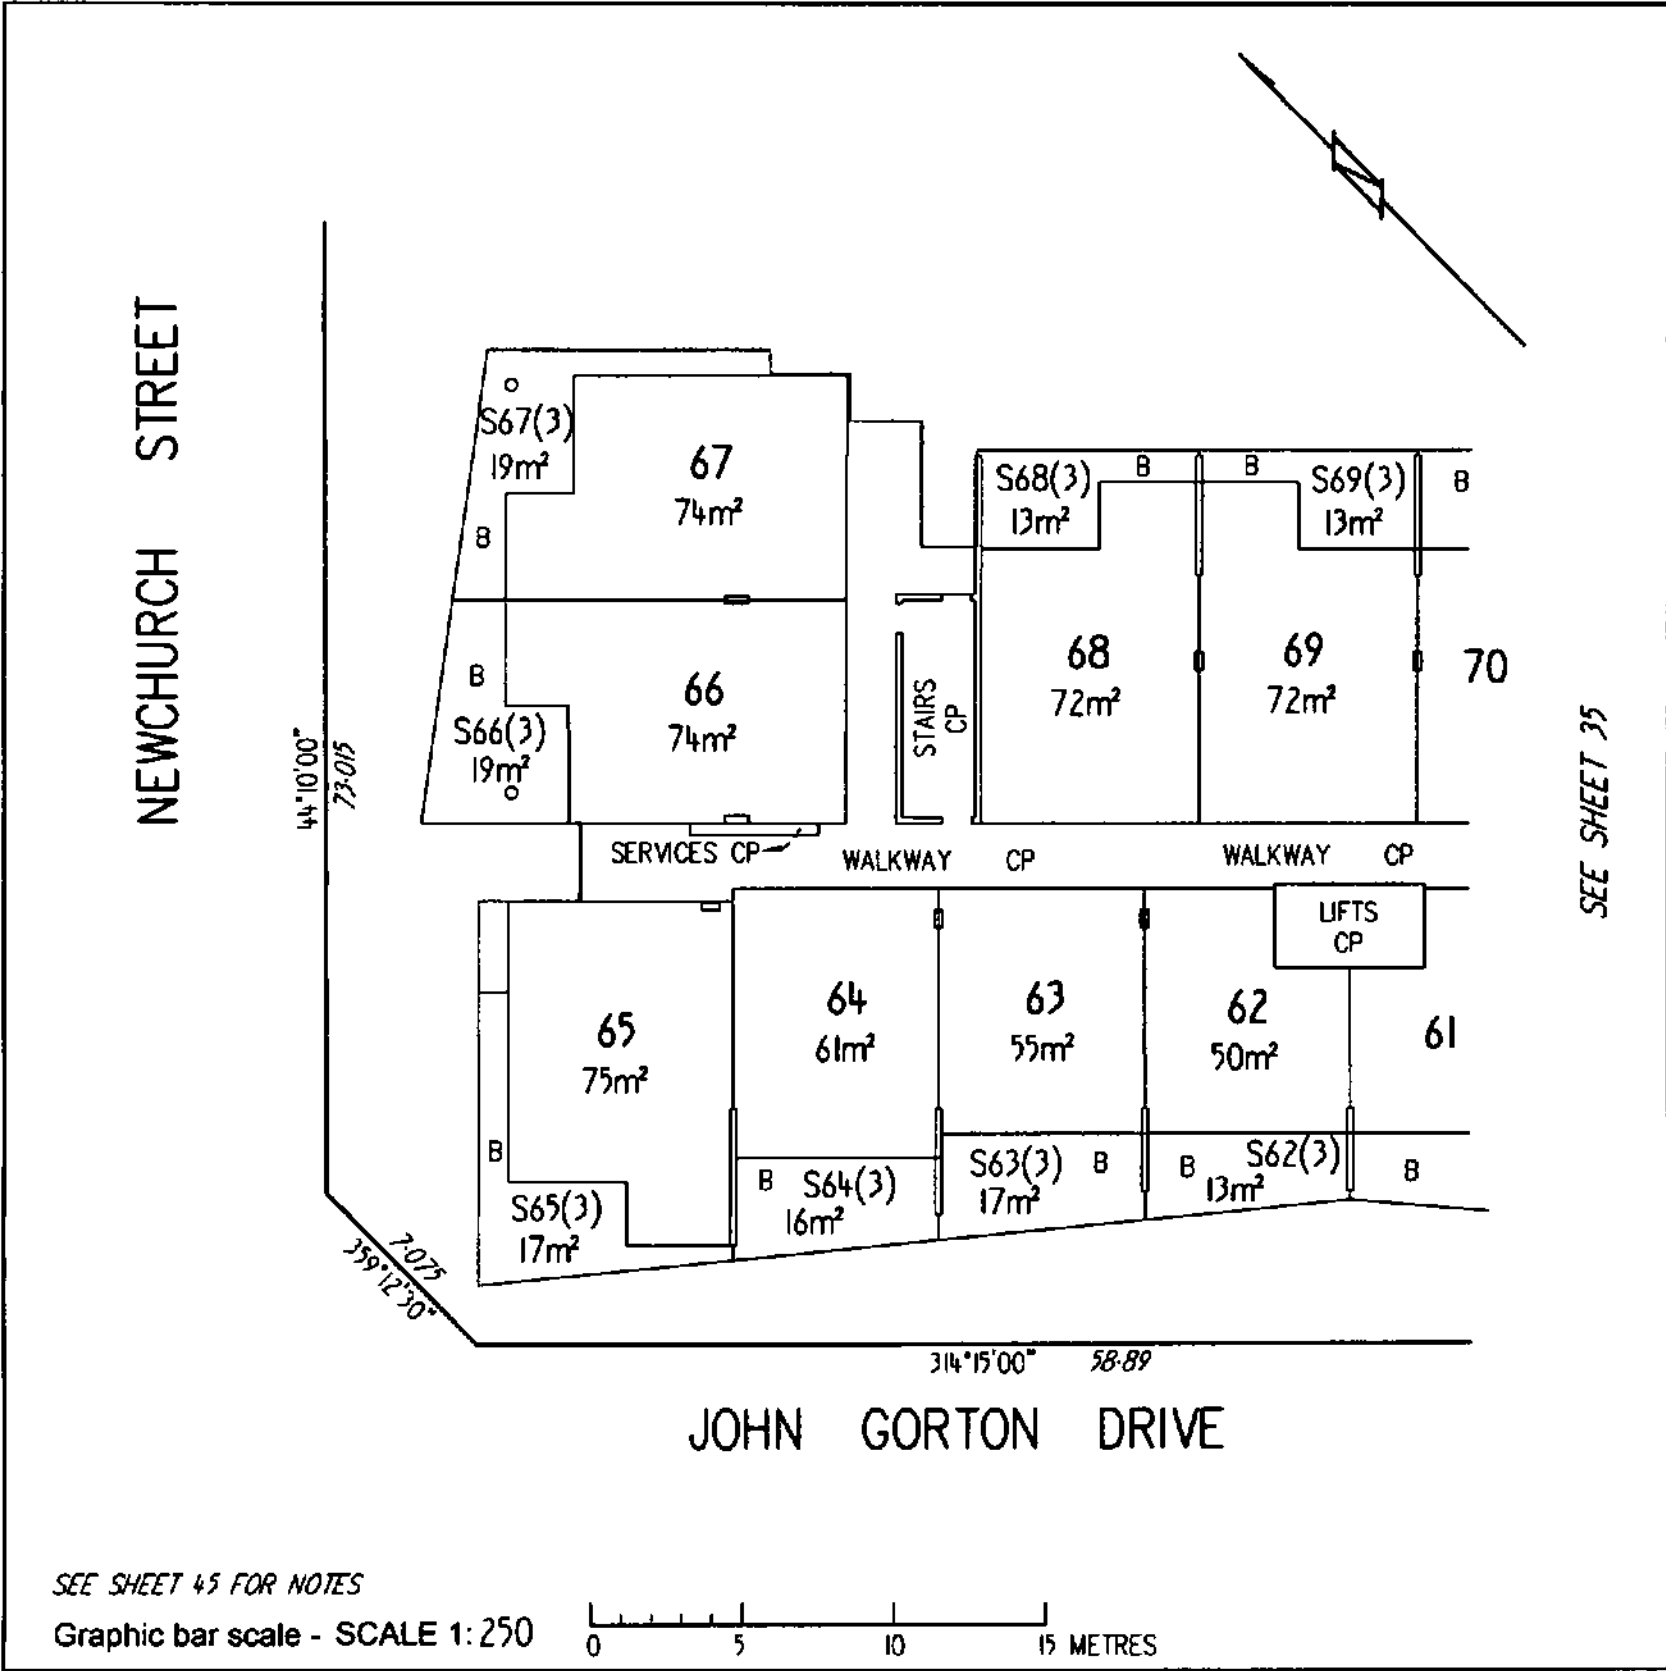 NEWCHURCH STREET
44°10'00"
73·015
S67(3)
19m²
B
67
74m²
B
S66(3)
19m²
66
74m²
STAIRS
CP
S68(3)
13m²
B
68
72m²
B
S69(3)
13m²
69
72m²
B
70
SEE SHEET 35
SERVICES CP
WALKWAY CP
WALKWAY CP
LIFTS
CP
65
75m²
B
S65(3)
17m²
64
61m²
B
S64(3)
16m²
63
55m²
S63(3)
B
17m²
62
50m²
B
S62(3)
13m²
61
B
7·075
359°12'30"
314°15'00" 58·89
JOHN GORTON DRIVE
SEE SHEET 45 FOR NOTES
Graphic bar scale - SCALE 1:250
0 5 10 15 METRES